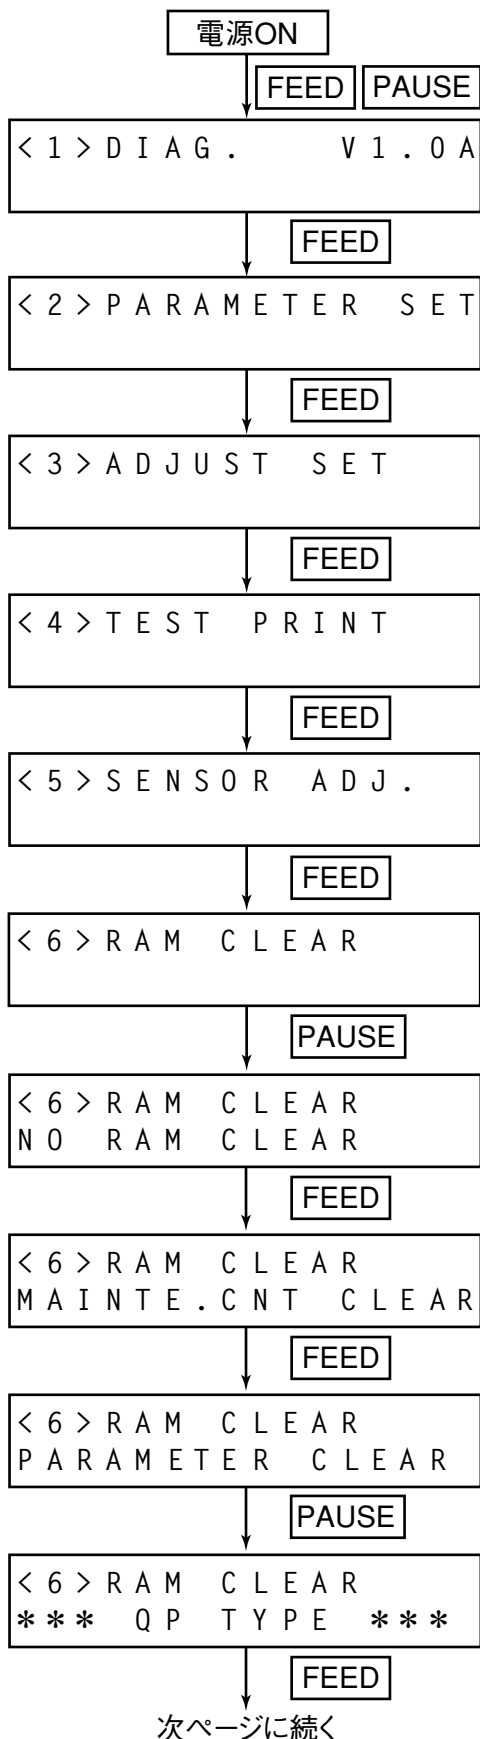 電源ON
FEED PAUSE
<1>DIAG. V1.0A
FEED
<2>PARAMETER SET
FEED
<3>ADJUST SET
FEED
<4>TEST PRINT
FEED
<5>SENSOR ADJ.
FEED
<6>RAM CLEAR
PAUSE
<6>RAM CLEAR
NO RAM CLEAR
FEED
<6>RAM CLEAR
MAINTE.CNT CLEAR
FEED
<6>RAM CLEAR
PARAMETER CLEAR
PAUSE
<6>RAM CLEAR
*** QP TYPE ***
FEED
次ページに続く